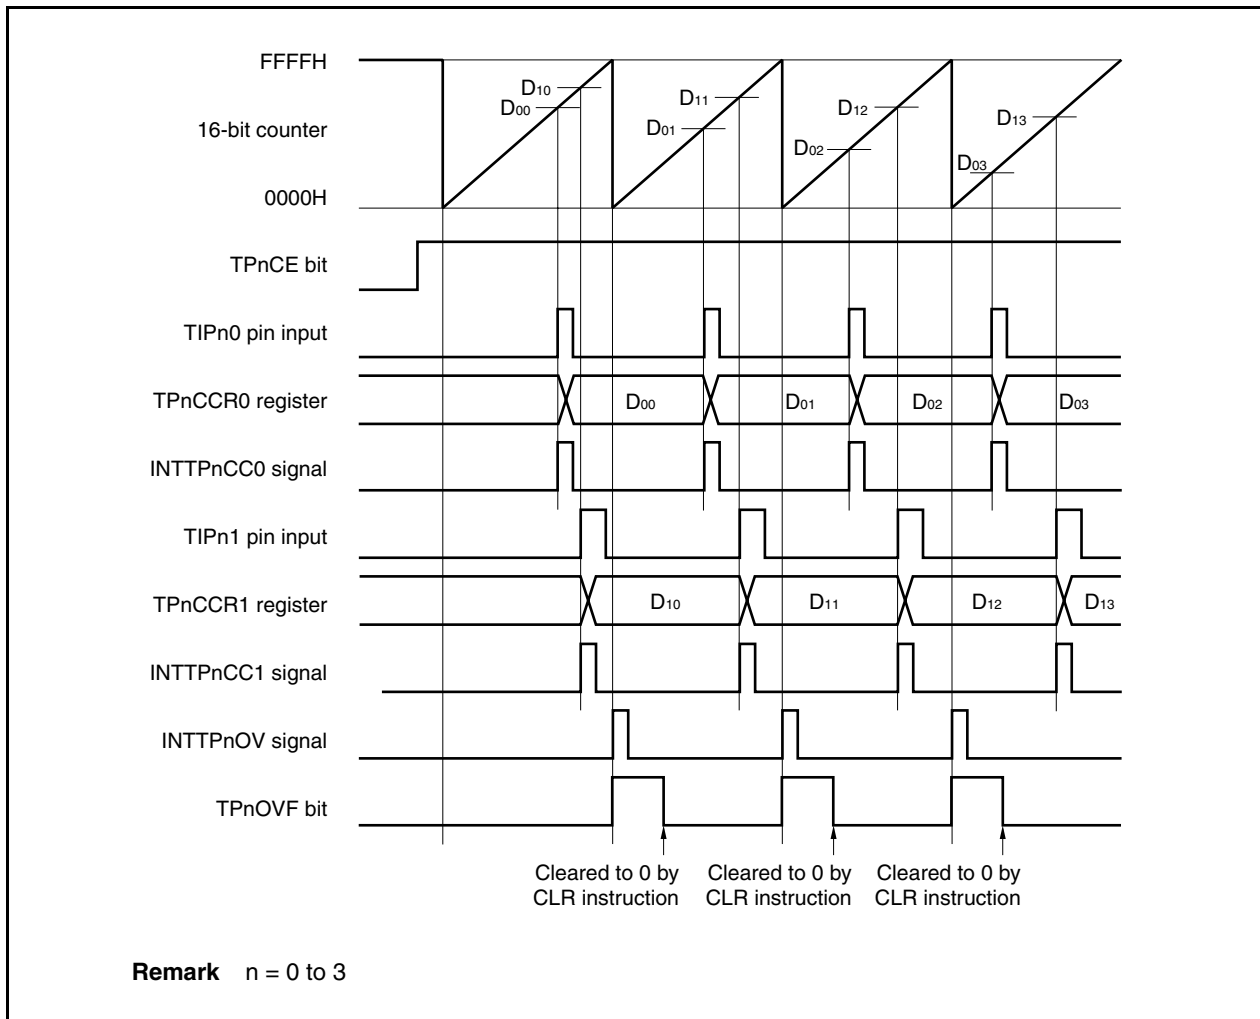 FFFFH
D10
D00
D11
D01
D12
D02
D13
D03
16-bit counter
0000H
TPnCE bit
TIPn0 pin input
TPnCCR0 register
D00
D01
D02
D03
INTTPnCC0 signal
TIPn1 pin input
TPnCCR1 register
D10
D11
D12
D13
INTTPnCC1 signal
INTTPnOV signal
TPnOVF bit
Cleared to 0 by
CLR instruction
Cleared to 0 by
CLR instruction
Cleared to 0 by
CLR instruction
Remark n = 0 to 3